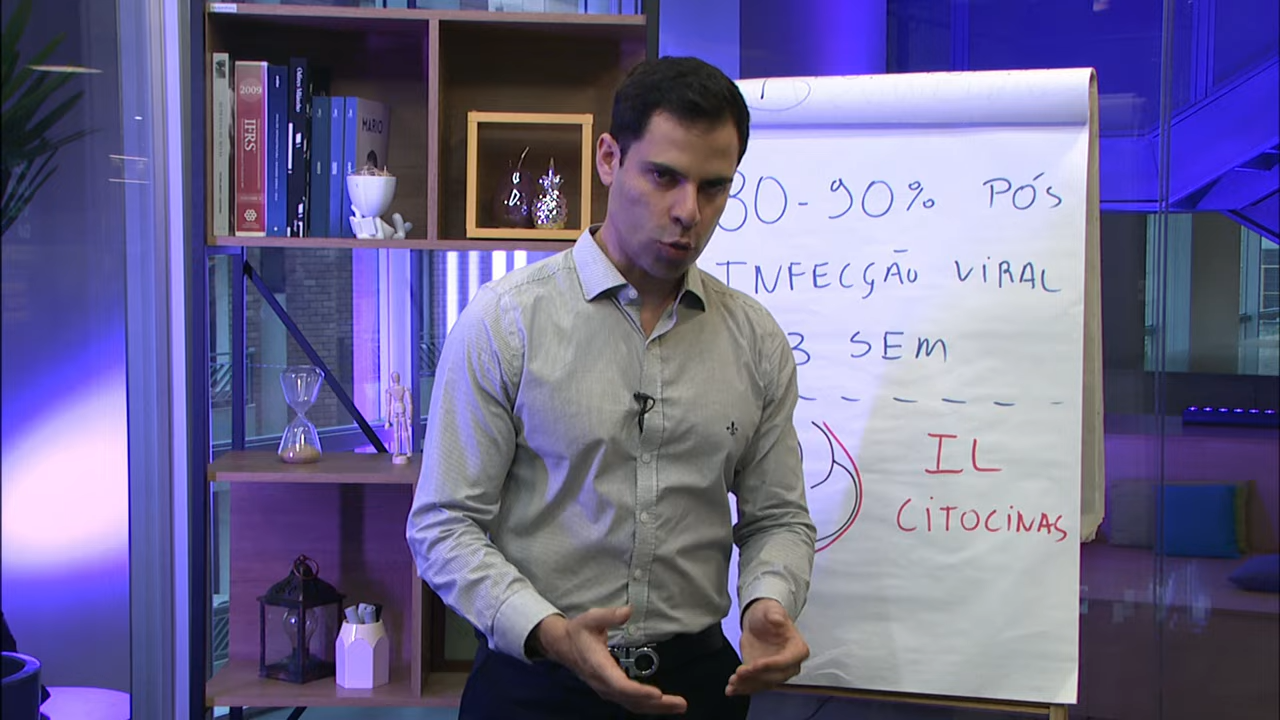 2009
IFRS
MARIO
80-90% PÓS
INFECÇÃO VIRAL
3 SEM
IL
CITOCINAS